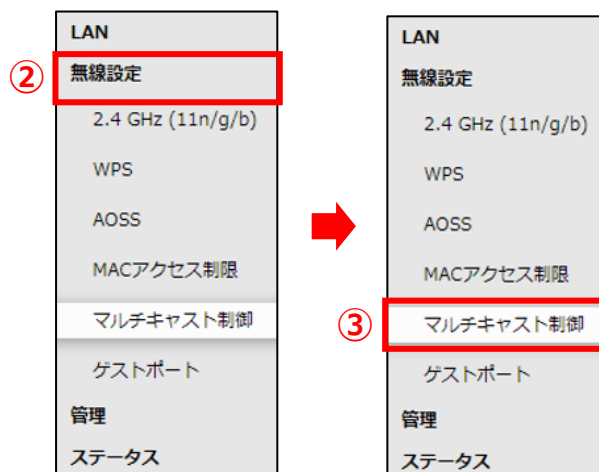 ②
LAN
無線設定
2.4 GHz (11n/g/b)
WPS
AOSS
MACアクセス制限
マルチキャスト制御
ゲストポート
管理
ステータス
③
LAN
無線設定
2.4 GHz (11n/g/b)
WPS
AOSS
MACアクセス制限
マルチキャスト制御
ゲストポート
管理
ステータス